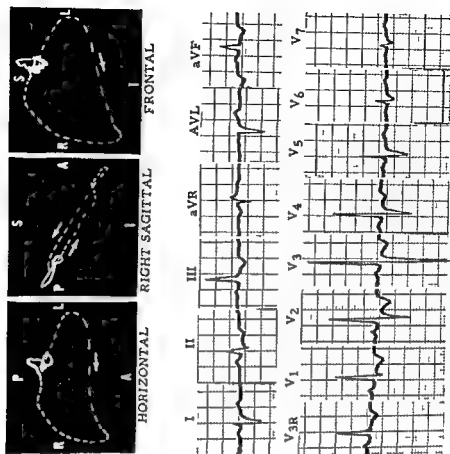 P
R L
A
HORIZONTAL
S
P A
I
RIGHT SAGITTAL
S
R L
I
FRONTAL
I II III aVR AVL aVF
V3R V1 V2 V3 V4 V5 V6 V7